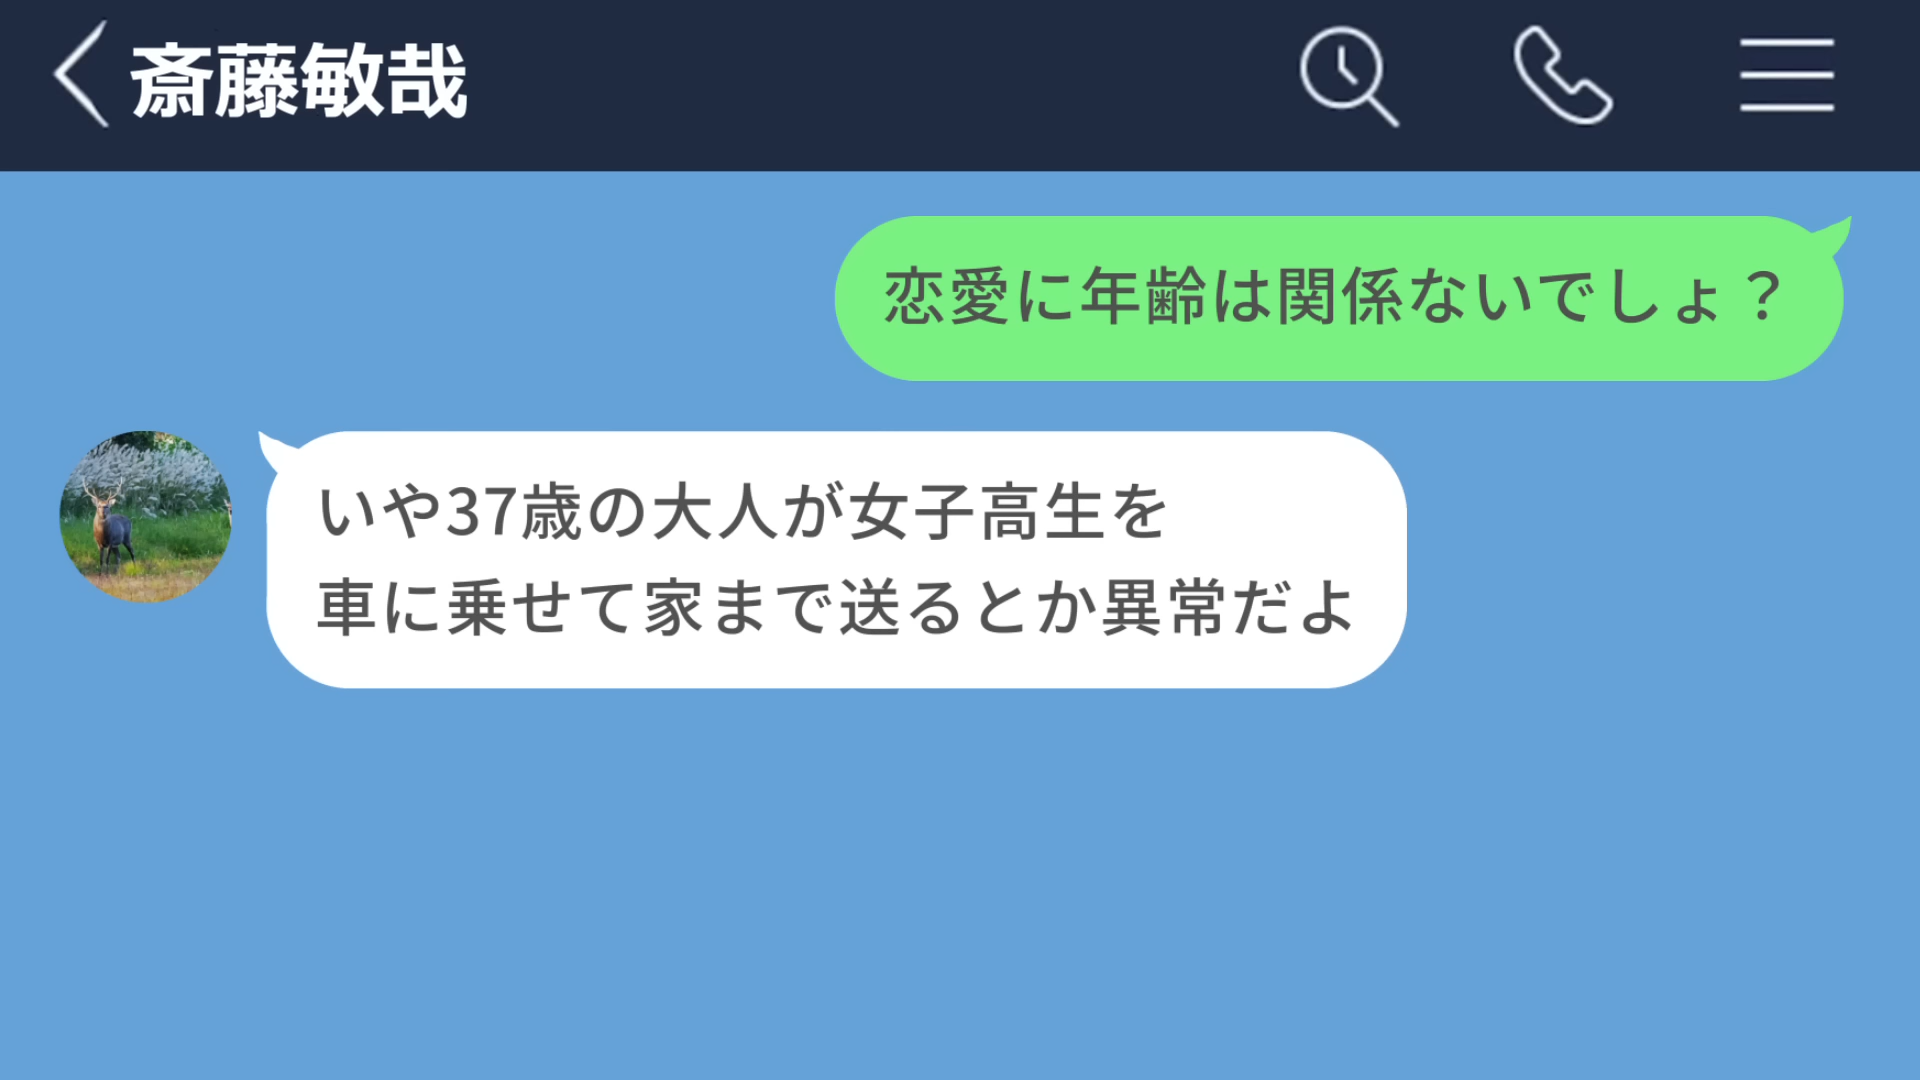 斎藤敏哉
恋愛に年齢は関係ないでしょ？
いや37歳の大人が女子高生を
車に乗せて家まで送るとか異常だよ